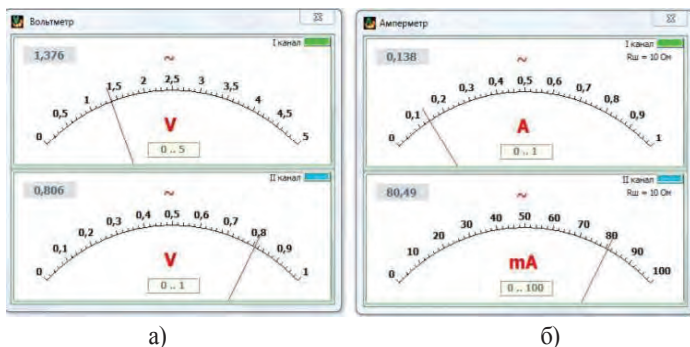 Вольтметр
I канал
1,376
~
0 0,5 1 1,5 2 2,5 3 3,5 4 4,5 5
V
0 .. 5
II канал
0,806
~
0 0,1 0,2 0,3 0,4 0,5 0,6 0,7 0,8 0,9 1
V
0 .. 1
а)
Амперметр
I канал
0,138
Rш = 10 Ом
~
0 0,1 0,2 0,3 0,4 0,5 0,6 0,7 0,8 0,9 1
A
0 .. 1
II канал
80,49
Rш = 10 Ом
~
0 10 20 30 40 50 60 70 80 90 100
mA
0 .. 100
б)